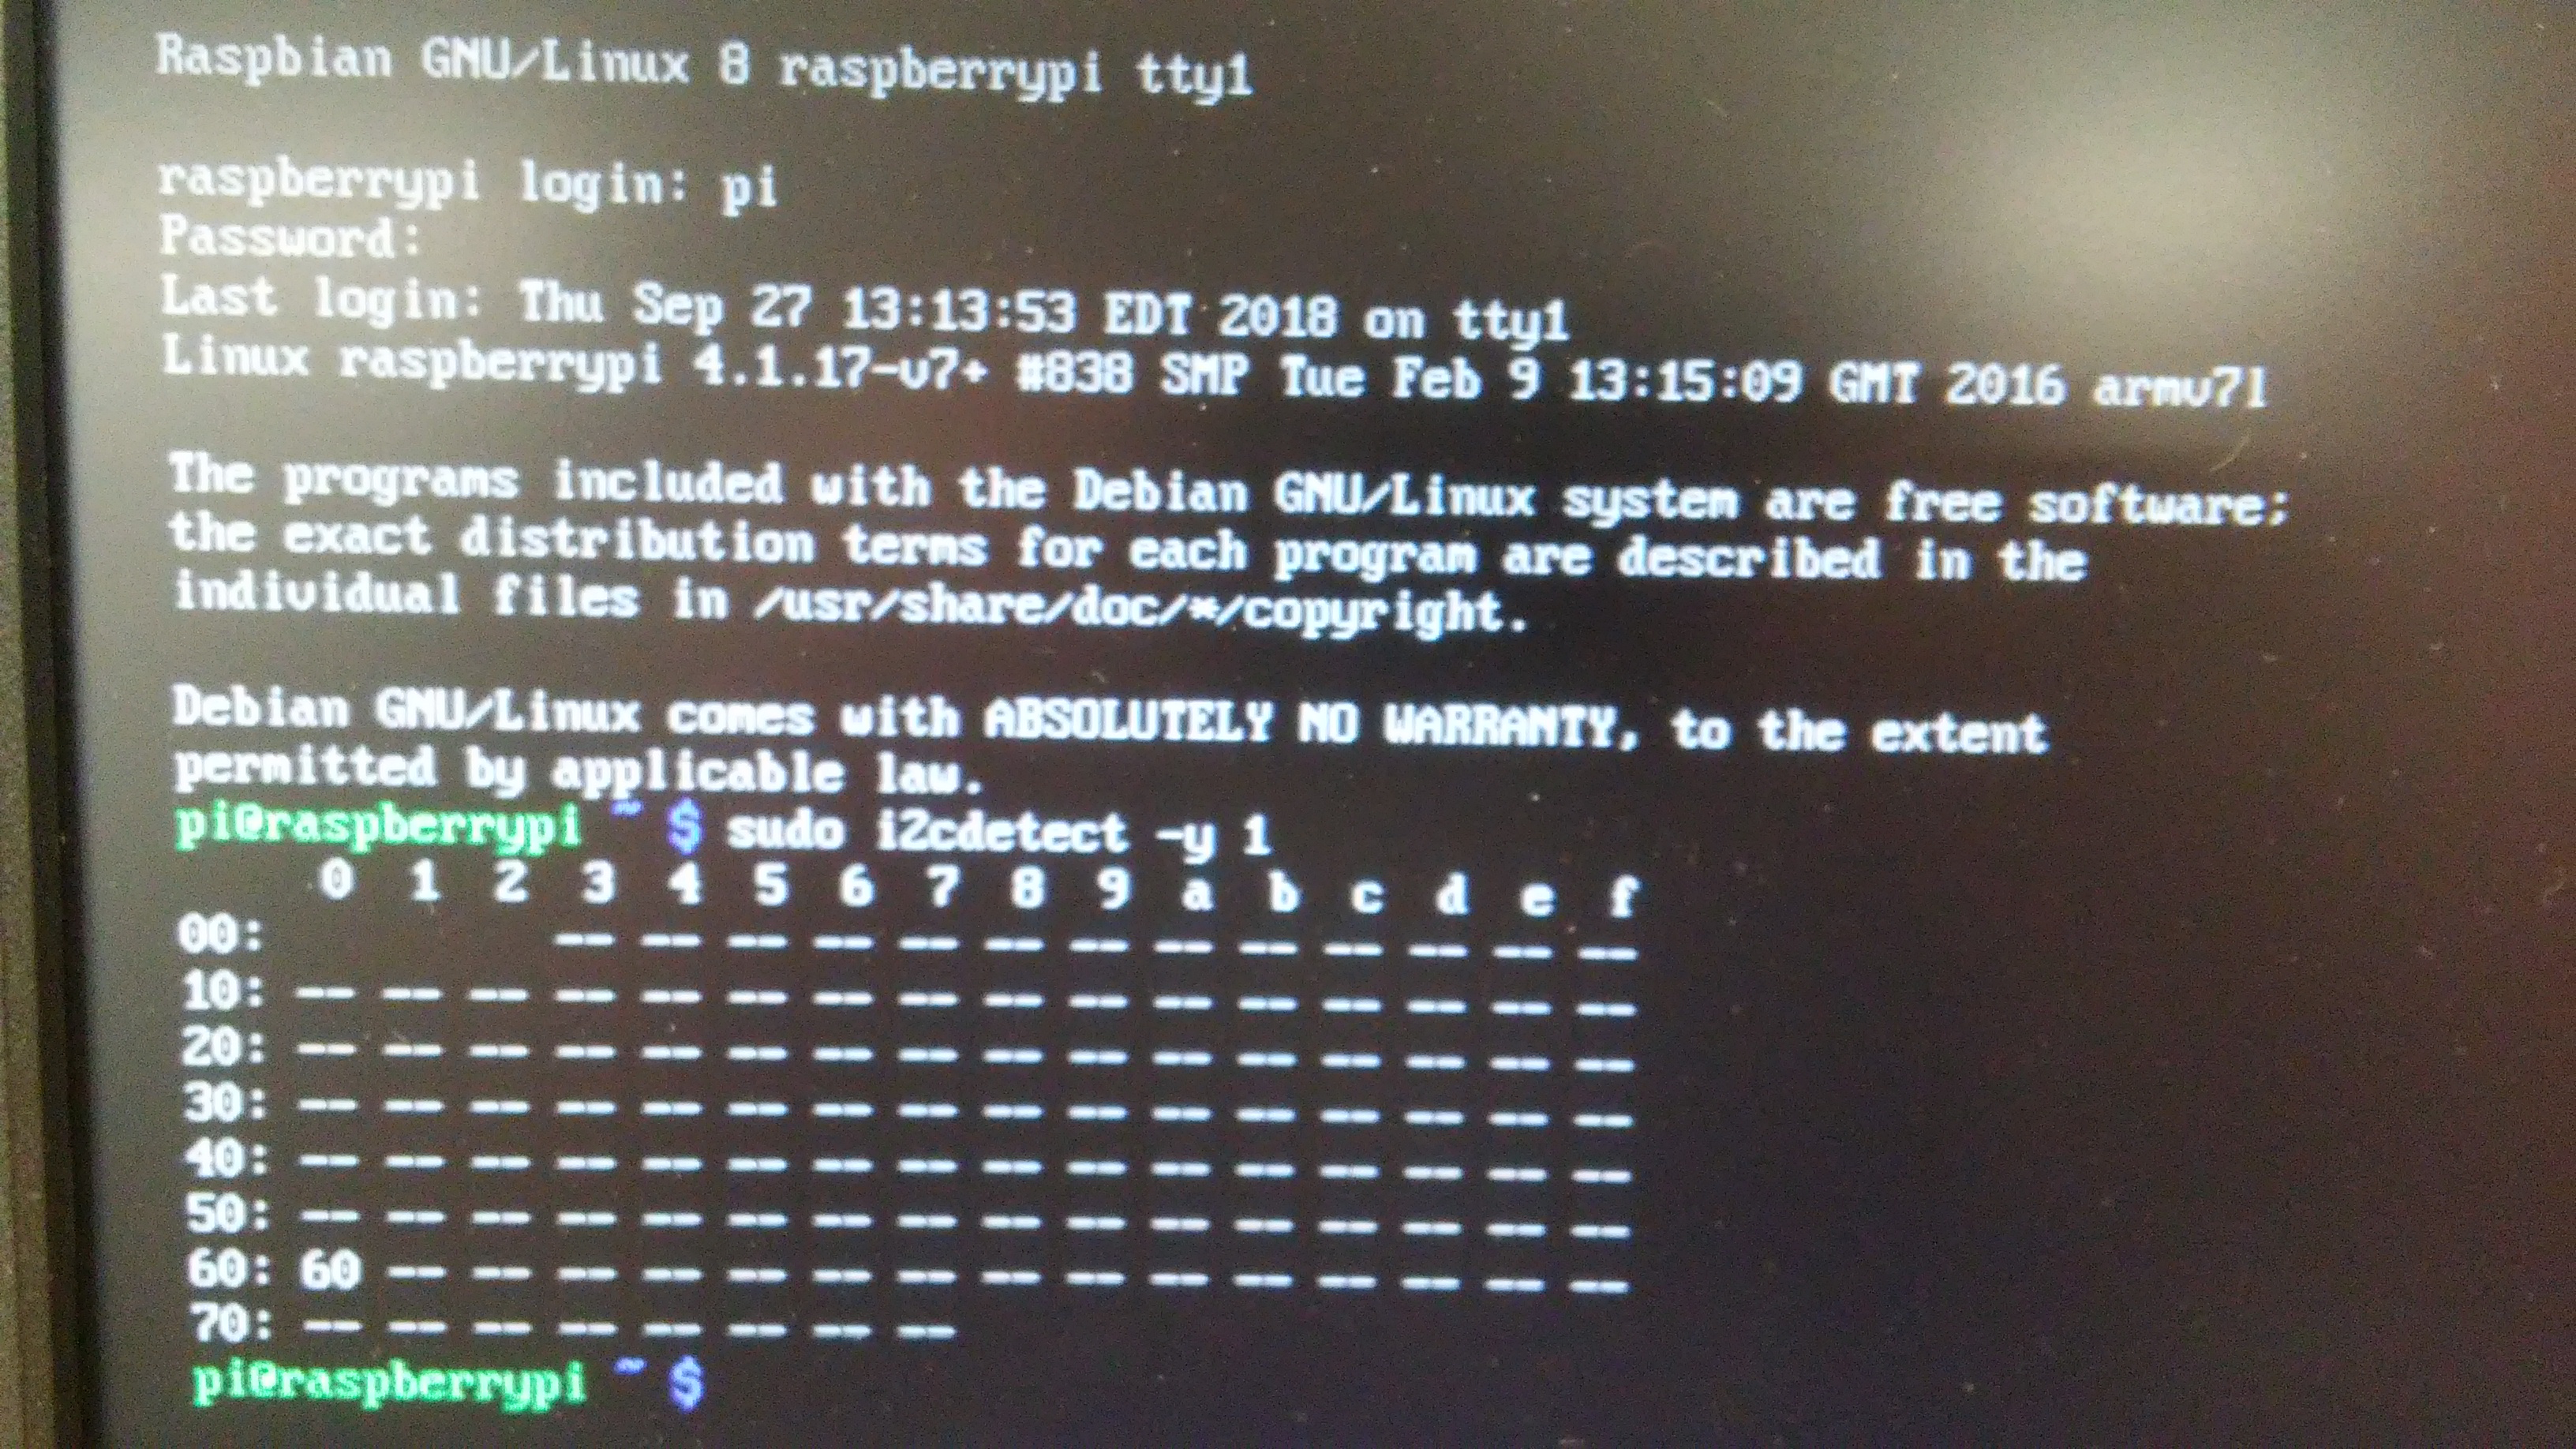 Raspbian GNU/Linux 8 raspberrypi tty1
raspberrypi login: pi
Password:
Last login: Thu Sep 27 13:13:53 EDT 2018 on tty1
Linux raspberrypi 4.1.17-v7+ #838 SMP Tue Feb 9 13:15:09 GMT 2016 armv7l
The programs included with the Debian GNU/Linux system are free software;
the exact distribution terms for each program are described in the
individual files in /usr/share/doc/*/copyright.
Debian GNU/Linux comes with ABSOLUTELY NO WARRANTY, to the extent
permitted by applicable law.
pi@raspberrypi ~ $ sudo i2cdetect -y 1
     0  1  2  3  4  5  6  7  8  9  a  b  c  d  e  f
00:          -- -- -- -- -- -- -- -- -- -- -- -- --
10: -- -- -- -- -- -- -- -- -- -- -- -- -- -- -- --
20: -- -- -- -- -- -- -- -- -- -- -- -- -- -- -- --
30: -- -- -- -- -- -- -- -- -- -- -- -- -- -- -- --
40: -- -- -- -- -- -- -- -- -- -- -- -- -- -- -- --
50: -- -- -- -- -- -- -- -- -- -- -- -- -- -- -- --
60: 60 -- -- -- -- -- -- -- -- -- -- -- -- -- -- --
70: -- -- -- -- -- -- -- --
pi@raspberrypi ~ $